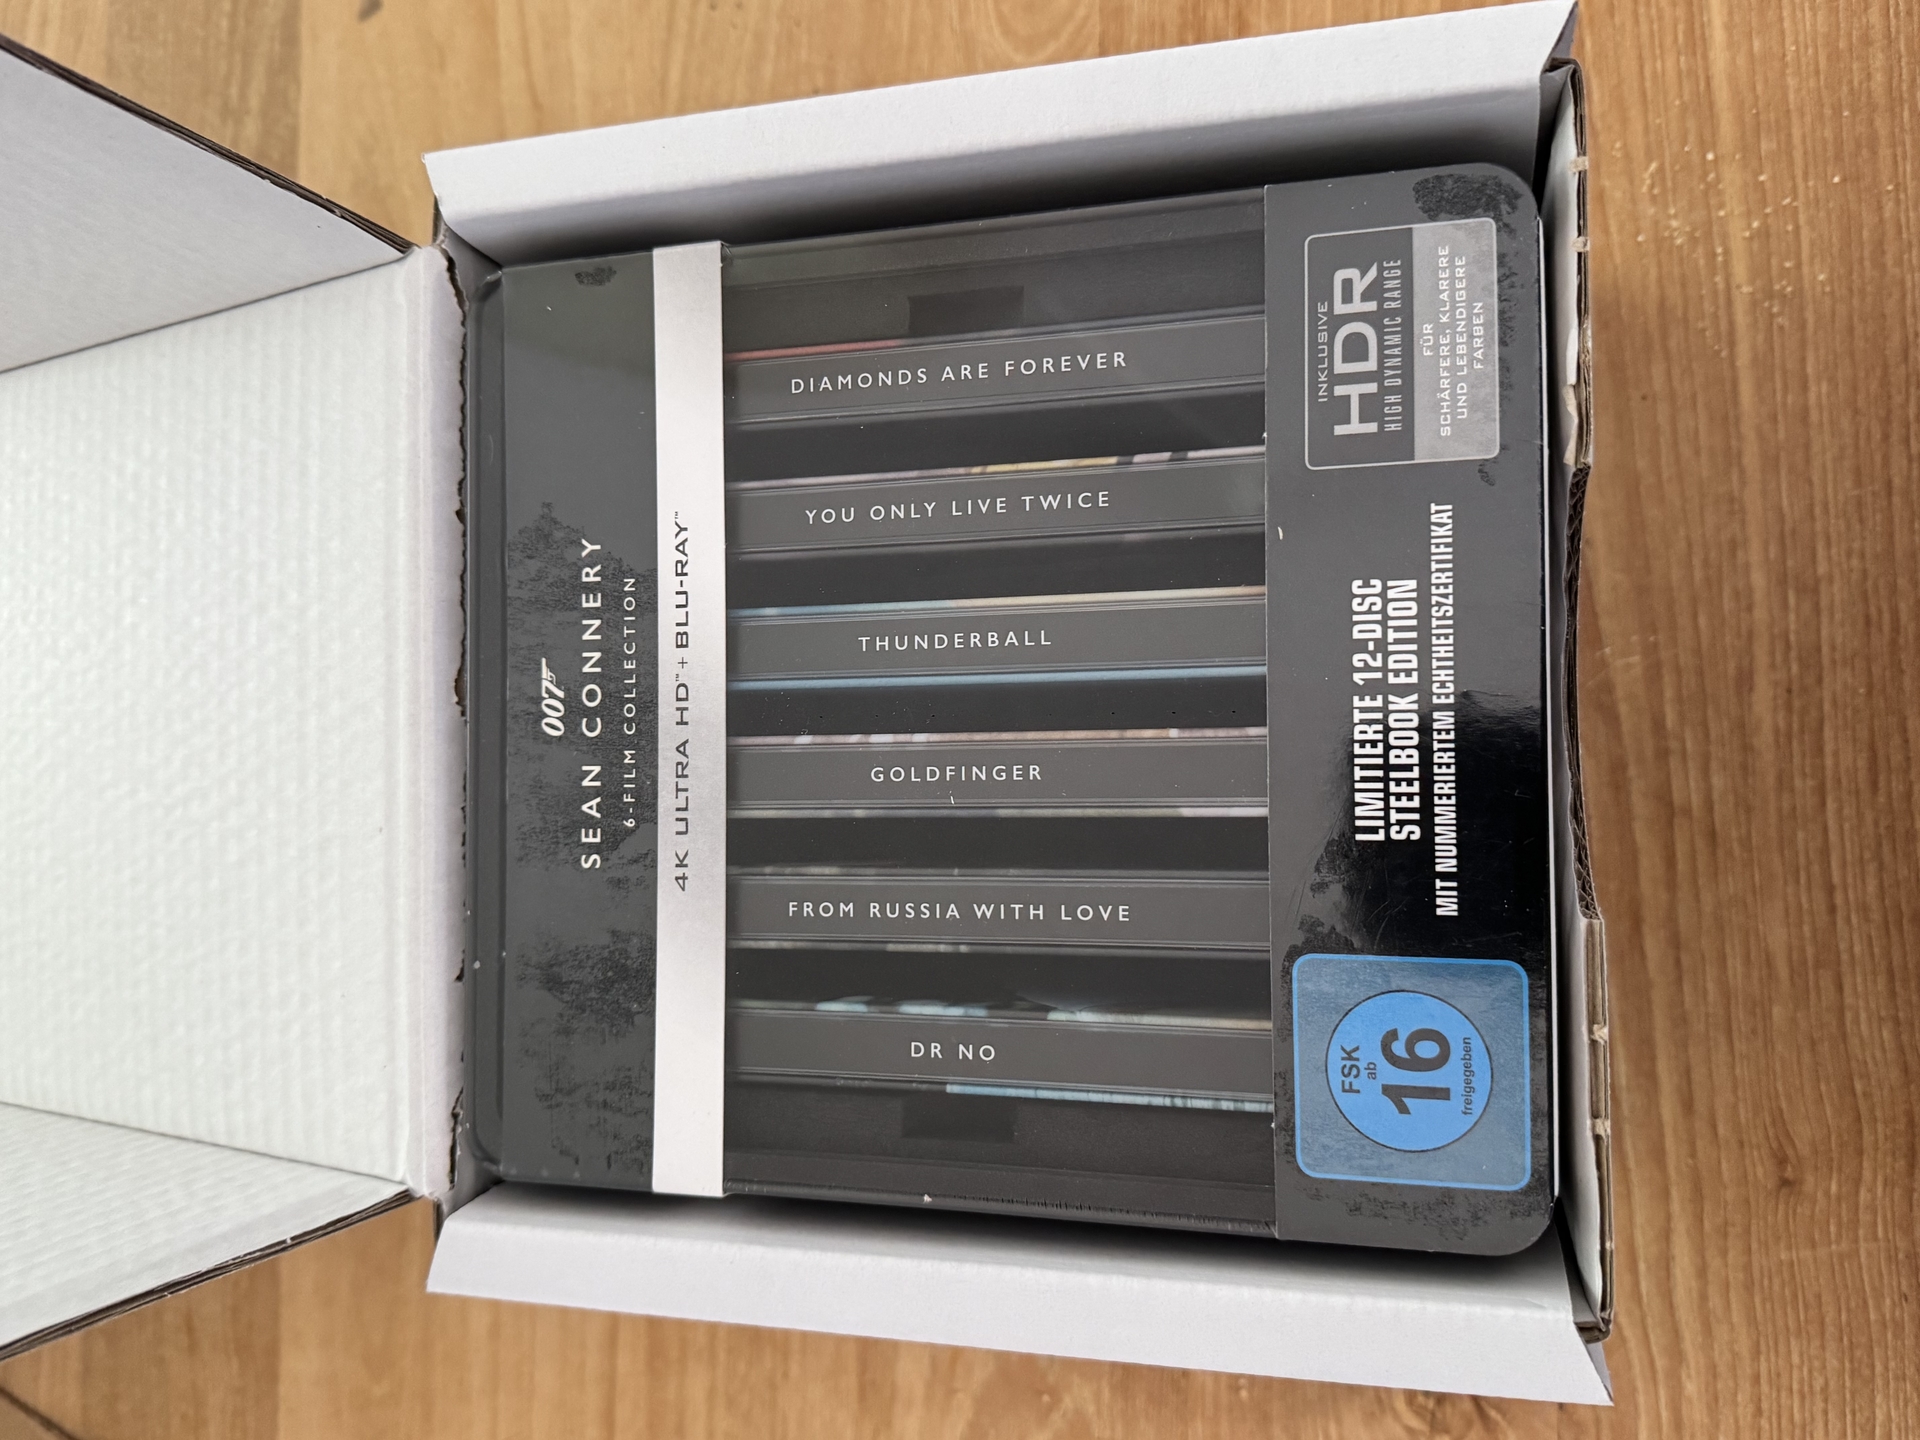 007
SEAN CONNERY
6-FILM COLLECTION
4K ULTRA HD™ + BLU-RAY™
DR NO
FROM RUSSIA WITH LOVE
GOLDFINGER
THUNDERBALL
YOU ONLY LIVE TWICE
DIAMONDS ARE FOREVER
FSK
ab
16
freigegeben
LIMITIERTE 12-DISC
STEELBOOK EDITION
MIT NUMMERIERTEM ECHTHEITSZERTIFIKAT
INKLUSIVE
HDR
HIGH DYNAMIC RANGE
FÜR
SCHÄRFERE, KLARERE
UND LEBENDIGERE
FARBEN